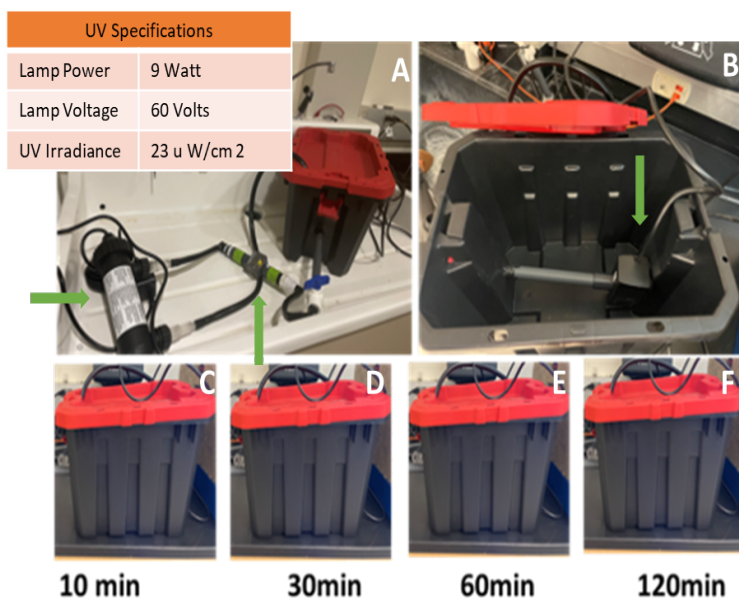 UV Specifications
Lamp Power 9 Watt
Lamp Voltage 60 Volts
UV Irradiance 23 u W/cm 2
A
B
C
D
E
F
10 min
30min
60min
120min